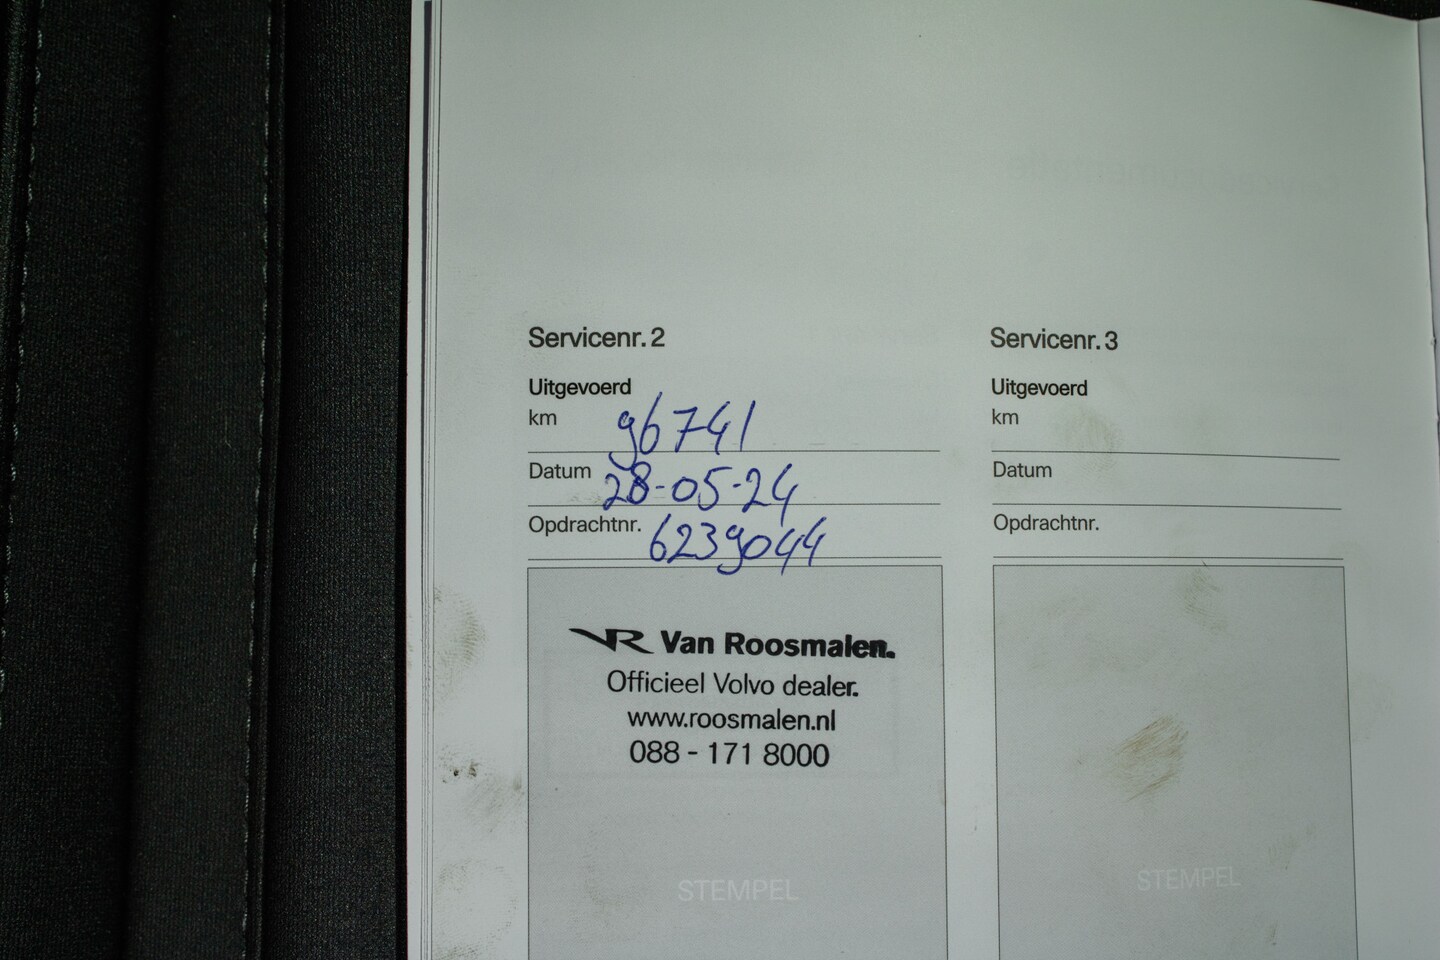 Servicenr. 2
Uitgevoerd
km 96741
Datum 28-05-24
Opdrachtnr. 6239044
VR Van Roosmalen.
Officieel Volvo dealer.
www.roosmalen.nl
088 - 171 8000
STEMPEL
Servicenr. 3
Uitgevoerd
km
Datum
Opdrachtnr.
STEMPEL